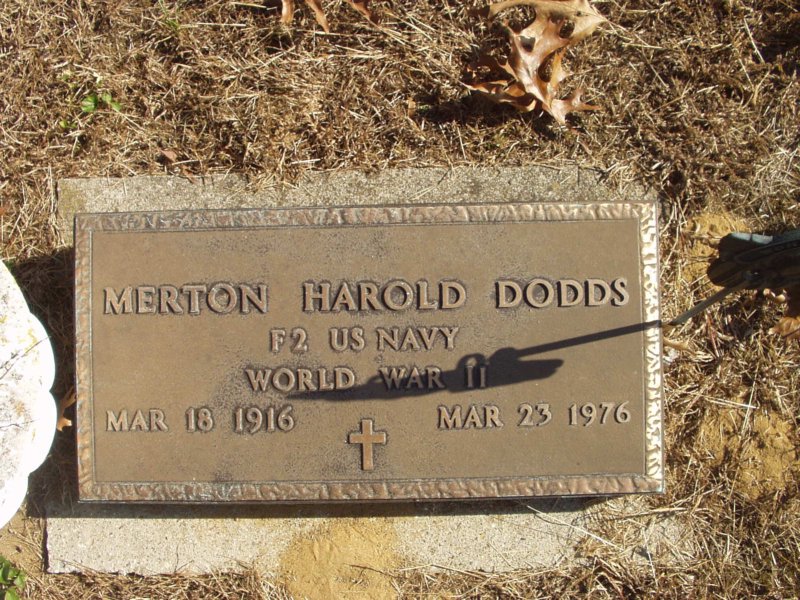 MERTON HAROLD DODDS
F2 US NAVY
WORLD WAR II
MAR 18 1916 MAR 23 1976